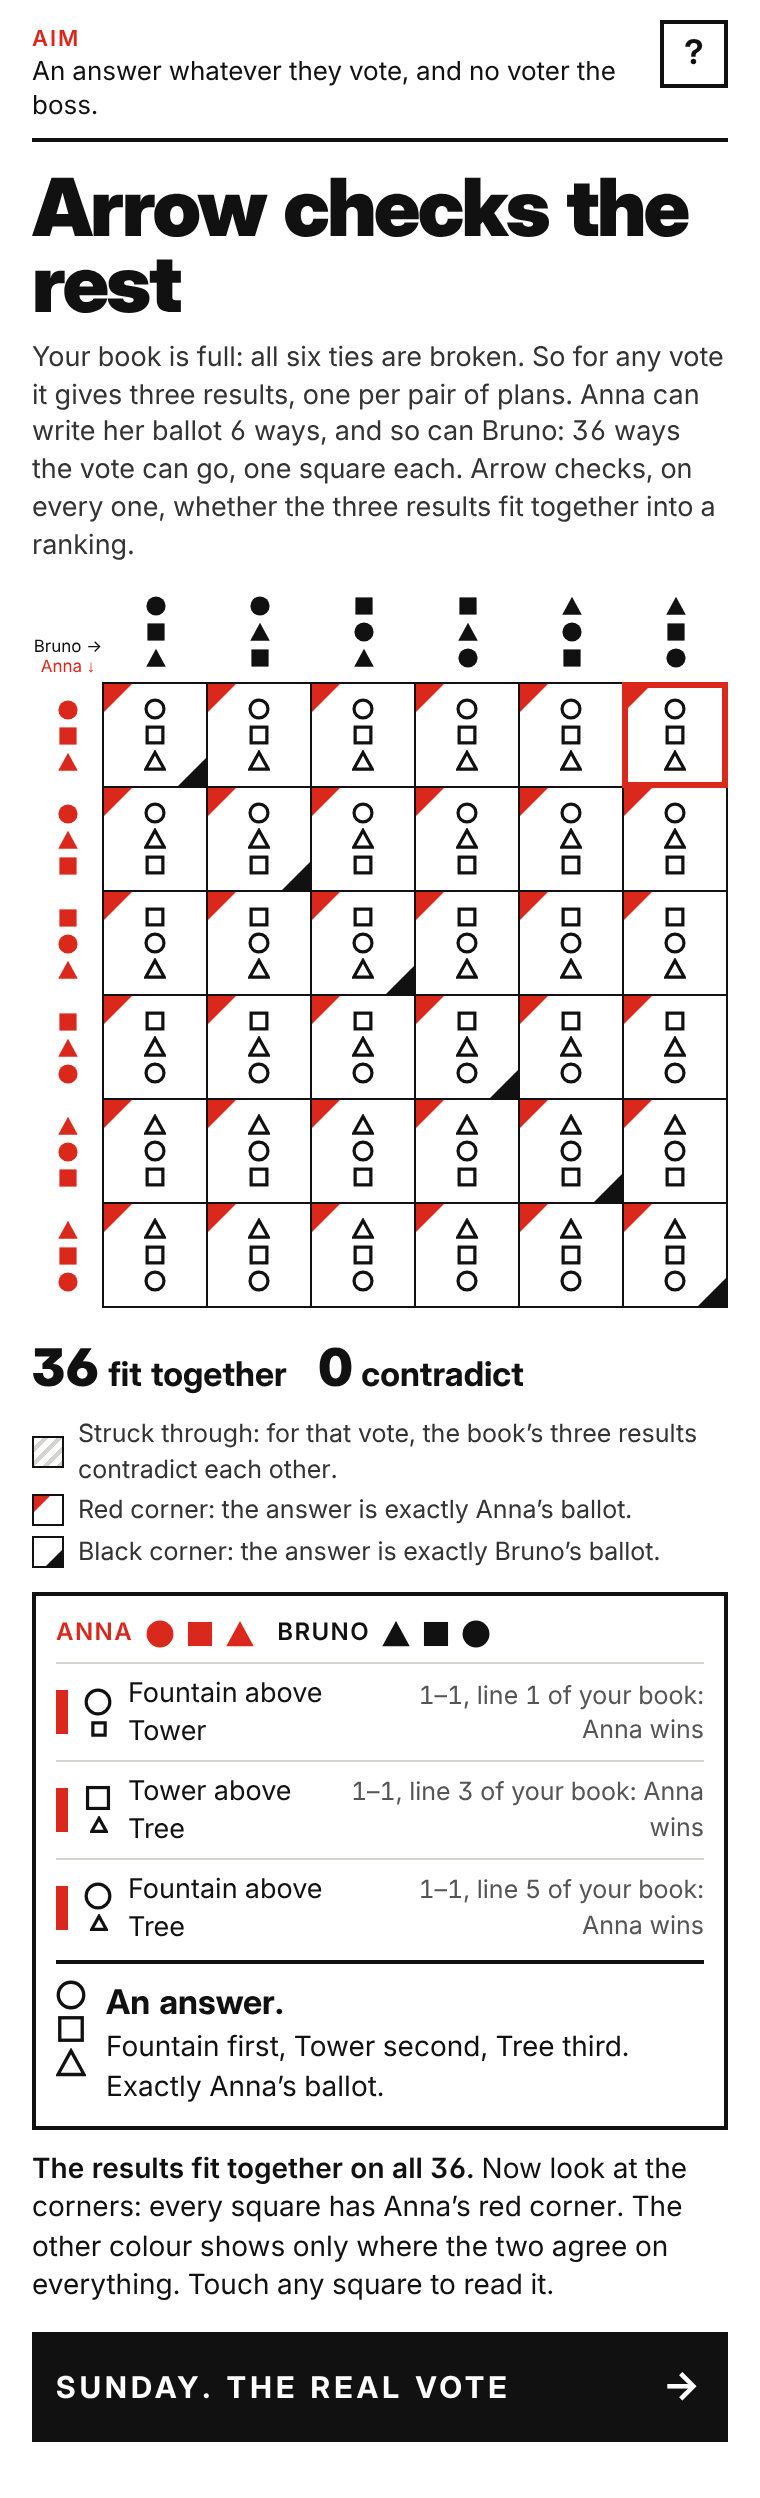 AIM
An answer whatever they vote, and no voter the
boss.
?
Arrow checks the
rest
Your book is full: all six ties are broken. So for any vote
it gives three results, one per pair of plans. Anna can
write her ballot 6 ways, and so can Bruno: 36 ways
the vote can go, one square each. Arrow checks, on
every one, whether the three results fit together into a
ranking.
Bruno →
Anna ↓
36 fit together 0 contradict
Struck through: for that vote, the book’s three results
contradict each other.
Red corner: the answer is exactly Anna’s ballot.
Black corner: the answer is exactly Bruno’s ballot.
ANNA BRUNO
Fountain above
Tower
1–1, line 1 of your book:
Anna wins
Tower above
Tree
1–1, line 3 of your book: Anna
wins
Fountain above
Tree
1–1, line 5 of your book:
Anna wins
An answer.
Fountain first, Tower second, Tree third.
Exactly Anna’s ballot.
The results fit together on all 36. Now look at the
corners: every square has Anna’s red corner. The
other colour shows only where the two agree on
everything. Touch any square to read it.
SUNDAY. THE REAL VOTE →